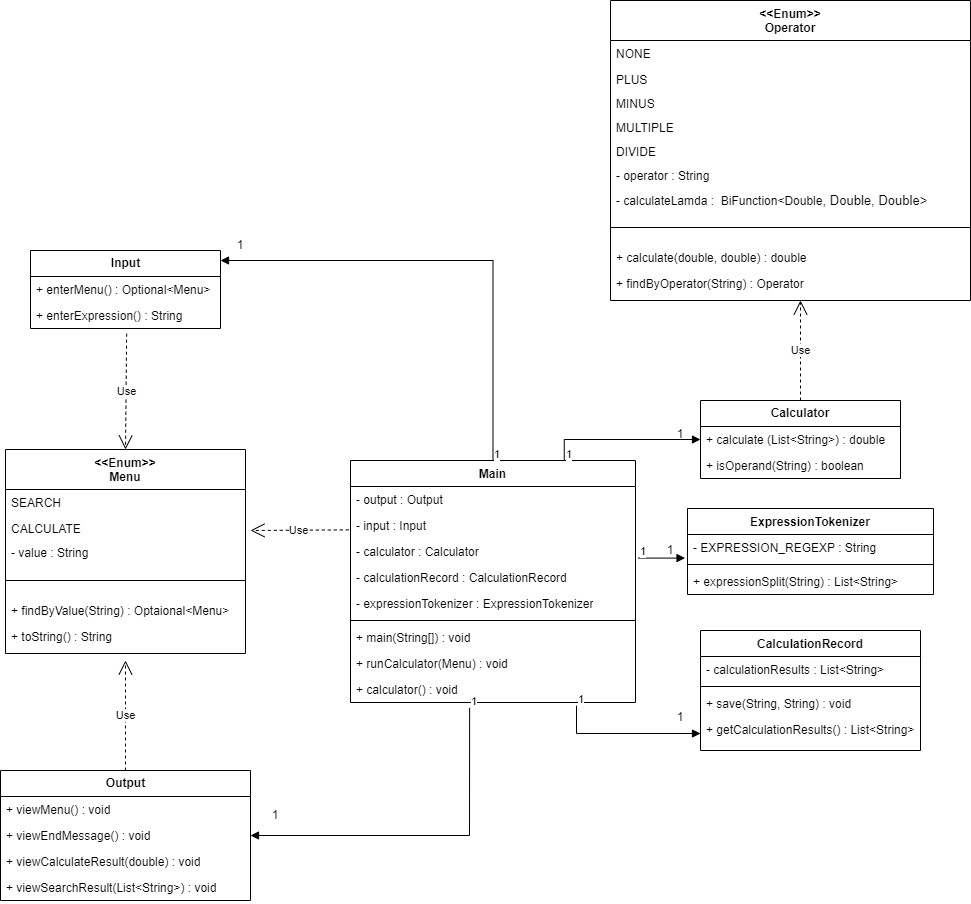 <<Enum>>
Operator
NONE
PLUS
MINUS
MULTIPLE
DIVIDE
- operator : String
- calculateLamda : BiFunction<Double, Double, Double>
+ calculate(double, double) : double
+ findByOperator(String) : Operator
1
Input
+ enterMenu() : Optional<Menu>
+ enterExpression() : String
Use
Use
Calculator
+ calculate (List<String>) : double
+ isOperand(String) : boolean
1
1
1
<<Enum>>
Menu
SEARCH
CALCULATE
- value : String
+ findByValue(String) : Optaional<Menu>
+ toString() : String
Use
Main
- output : Output
- input : Input
- calculator : Calculator
- calculationRecord : CalculationRecord
- expressionTokenizer : ExpressionTokenizer
+ main(String[]) : void
+ runCalculator(Menu) : void
+ calculator() : void
ExpressionTokenizer
- EXPRESSION_REGEXP : String
+ expressionSplit(String) : List<String>
1
1
CalculationRecord
- calculationResults : List<String>
+ save(String, String) : void
+ getCalculationResults() : List<String>
1
1
1
Use
Output
+ viewMenu() : void
+ viewEndMessage() : void
+ viewCalculateResult(double) : void
+ viewSearchResult(List<String>) : void
1